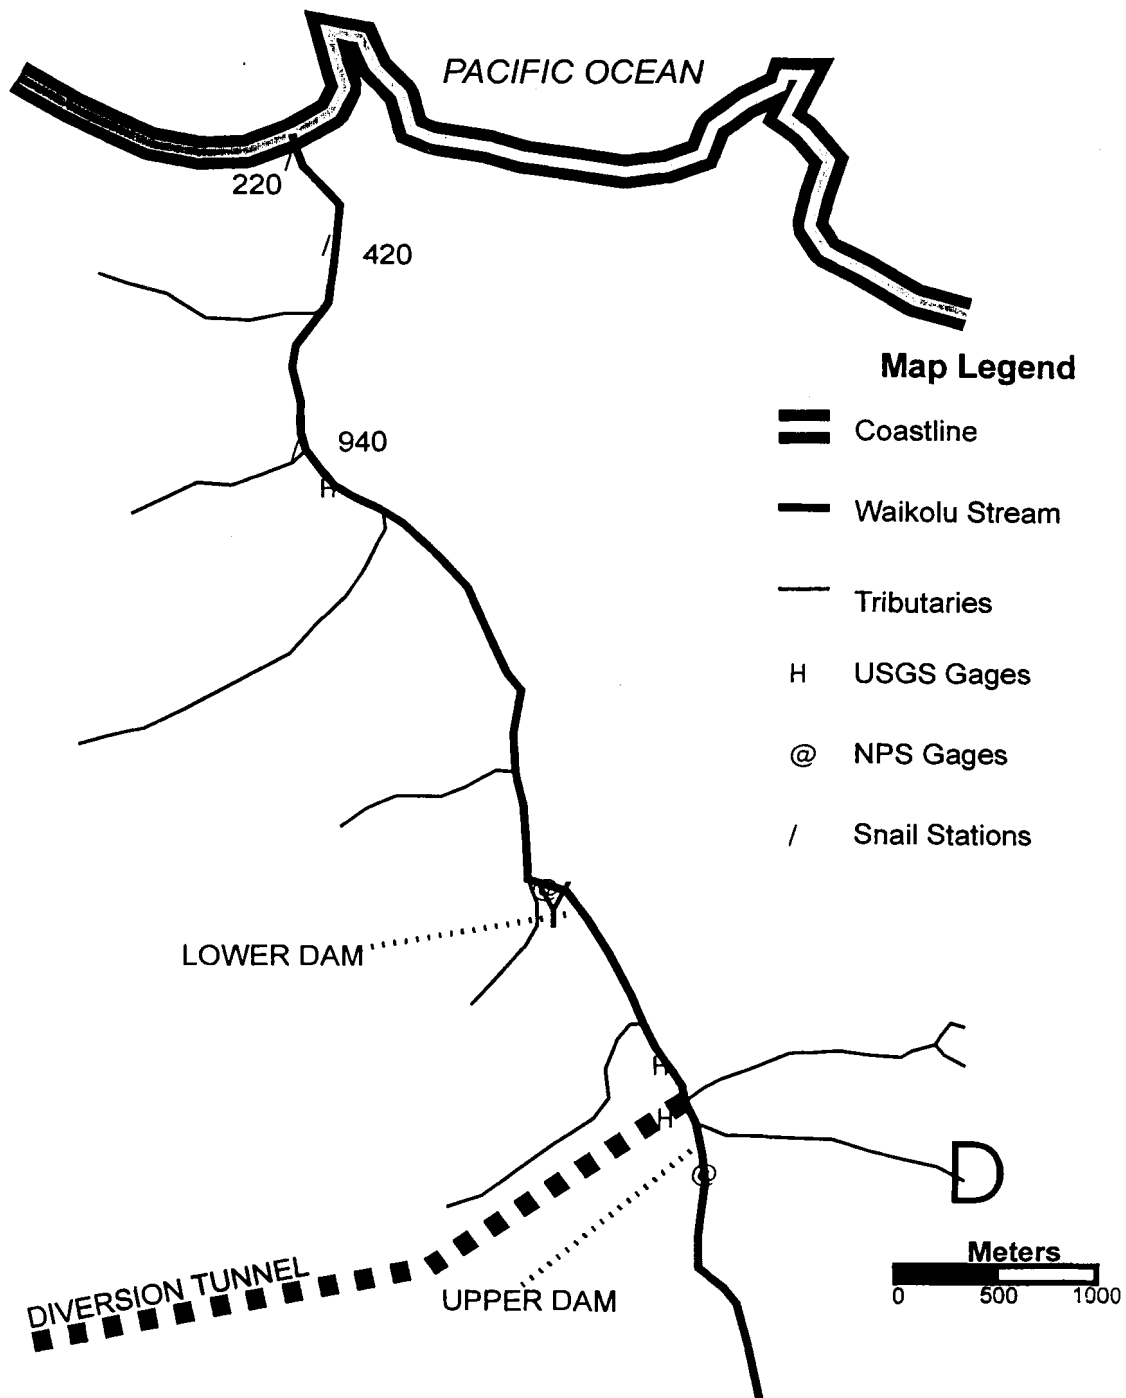 PACIFIC OCEAN
220
420
940
Map Legend
Coastline
Waikolu Stream
Tributaries
H USGS Gages
@ NPS Gages
/ Snail Stations
H
@
Y
LOWER DAM
H
H
@
D
DIVERSION TUNNEL
UPPER DAM
Meters
0 500 1000